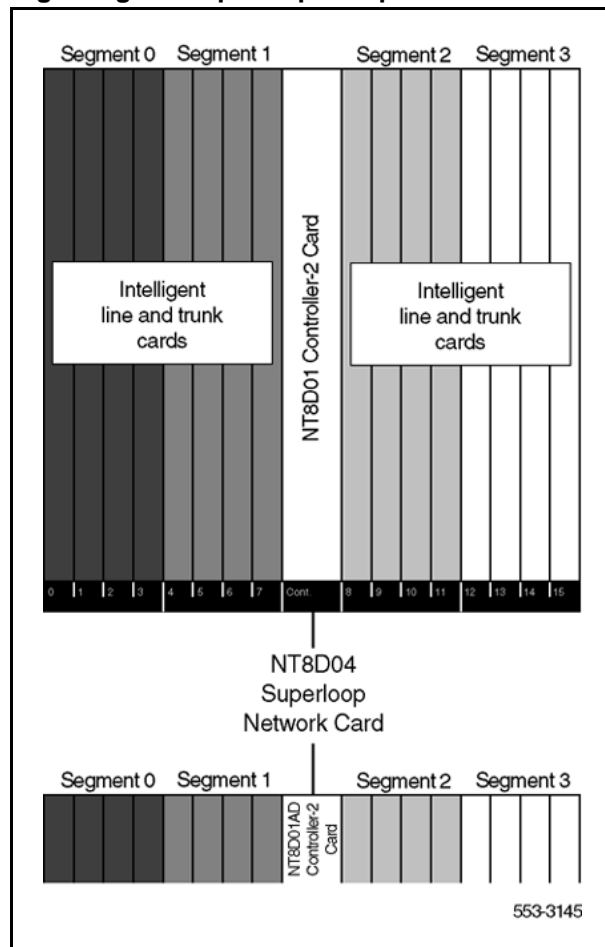 Segment 0 Segment 1 Segment 2 Segment 3
Intelligent
line and trunk
cards
NT8D01 Controller-2 Card
Intelligent
line and trunk
cards
0 1 2 3 4 5 6 7 Cont. 8 9 10 11 12 13 14 15
NT8D04
Superloop
Network Card
Segment 0 Segment 1 Segment 2 Segment 3
NT8D01AD
Controller-2
Card
553-3145